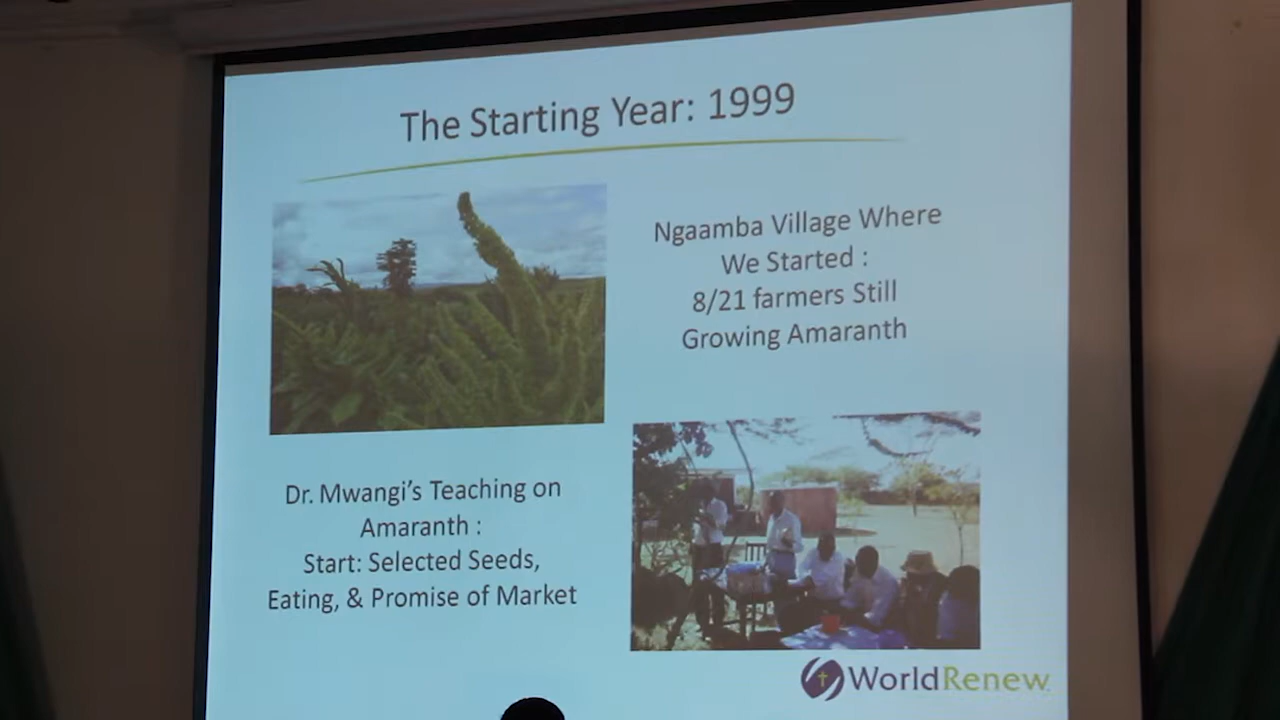 The Starting Year: 1999
Ngaamba Village Where
We Started :
8/21 farmers Still
Growing Amaranth
Dr. Mwangi's Teaching on
Amaranth :
Start: Selected Seeds,
Eating, & Promise of Market
WorldRenew